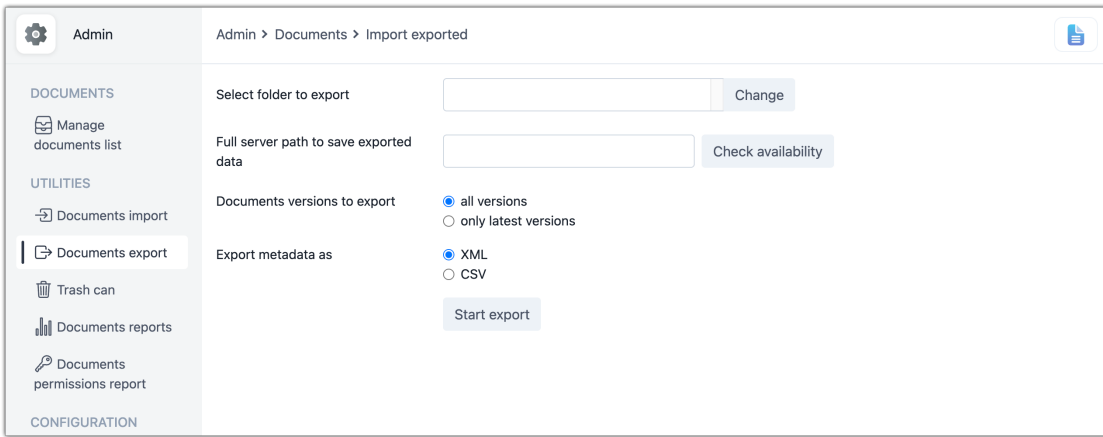 Admin
Admin > Documents > Import exported
DOCUMENTS
Manage
documents list
UTILITIES
Documents import
Documents export
Trash can
Documents reports
Documents
permissions report
CONFIGURATION
Select folder to export
Change
Full server path to save exported
data
Check availability
Documents versions to export
all versions
only latest versions
Export metadata as
XML
CSV
Start export